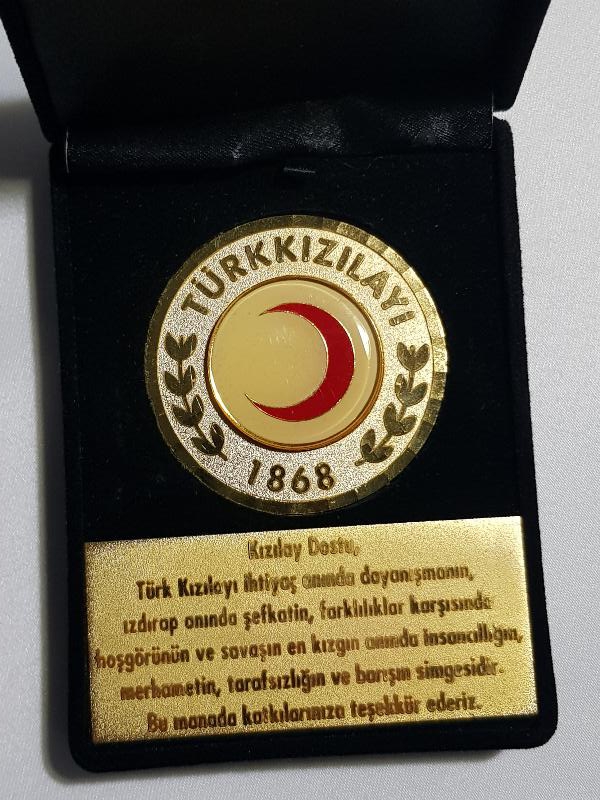 TÜRKKIZILAYI
1868
Kızılay Dostu,
Türk Kızılayı ihtiyaç anında dayanışmanın,
ızdırap anında şefkatin, farklılıklar karşısında
hoşgörünün ve savaşın en kızgın anında insancıllığın,
merhametin, tarafsızlığın ve barışın simgesidir.
Bu manada katkılarınıza teşekkür ederiz.